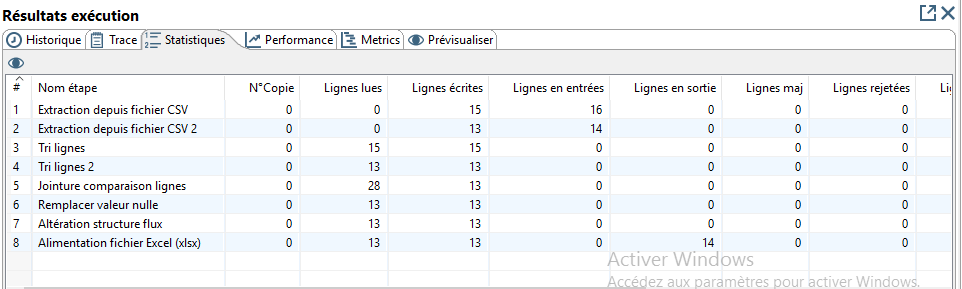 Résultats exécution
Historique Trace Statistiques Performance Metrics Prévisualiser
# Nom étape N°Copie Lignes lues Lignes écrites Lignes en entrées Lignes en sortie Lignes maj Lignes rejetées
1 Extraction depuis fichier CSV 0 0 15 16 0 0 0
2 Extraction depuis fichier CSV 2 0 0 13 14 0 0 0
3 Tri lignes 0 15 15 0 0 0 0
4 Tri lignes 2 0 13 13 0 0 0 0
5 Jointure comparaison lignes 0 28 13 0 0 0 0
6 Remplacer valeur nulle 0 13 13 0 0 0 0
7 Altération structure flux 0 13 13 0 0 0 0
8 Alimentation fichier Excel (xlsx) 0 13 13 0 14 0 0
Activer Windows
Accédez aux paramètres pour activer Windows.